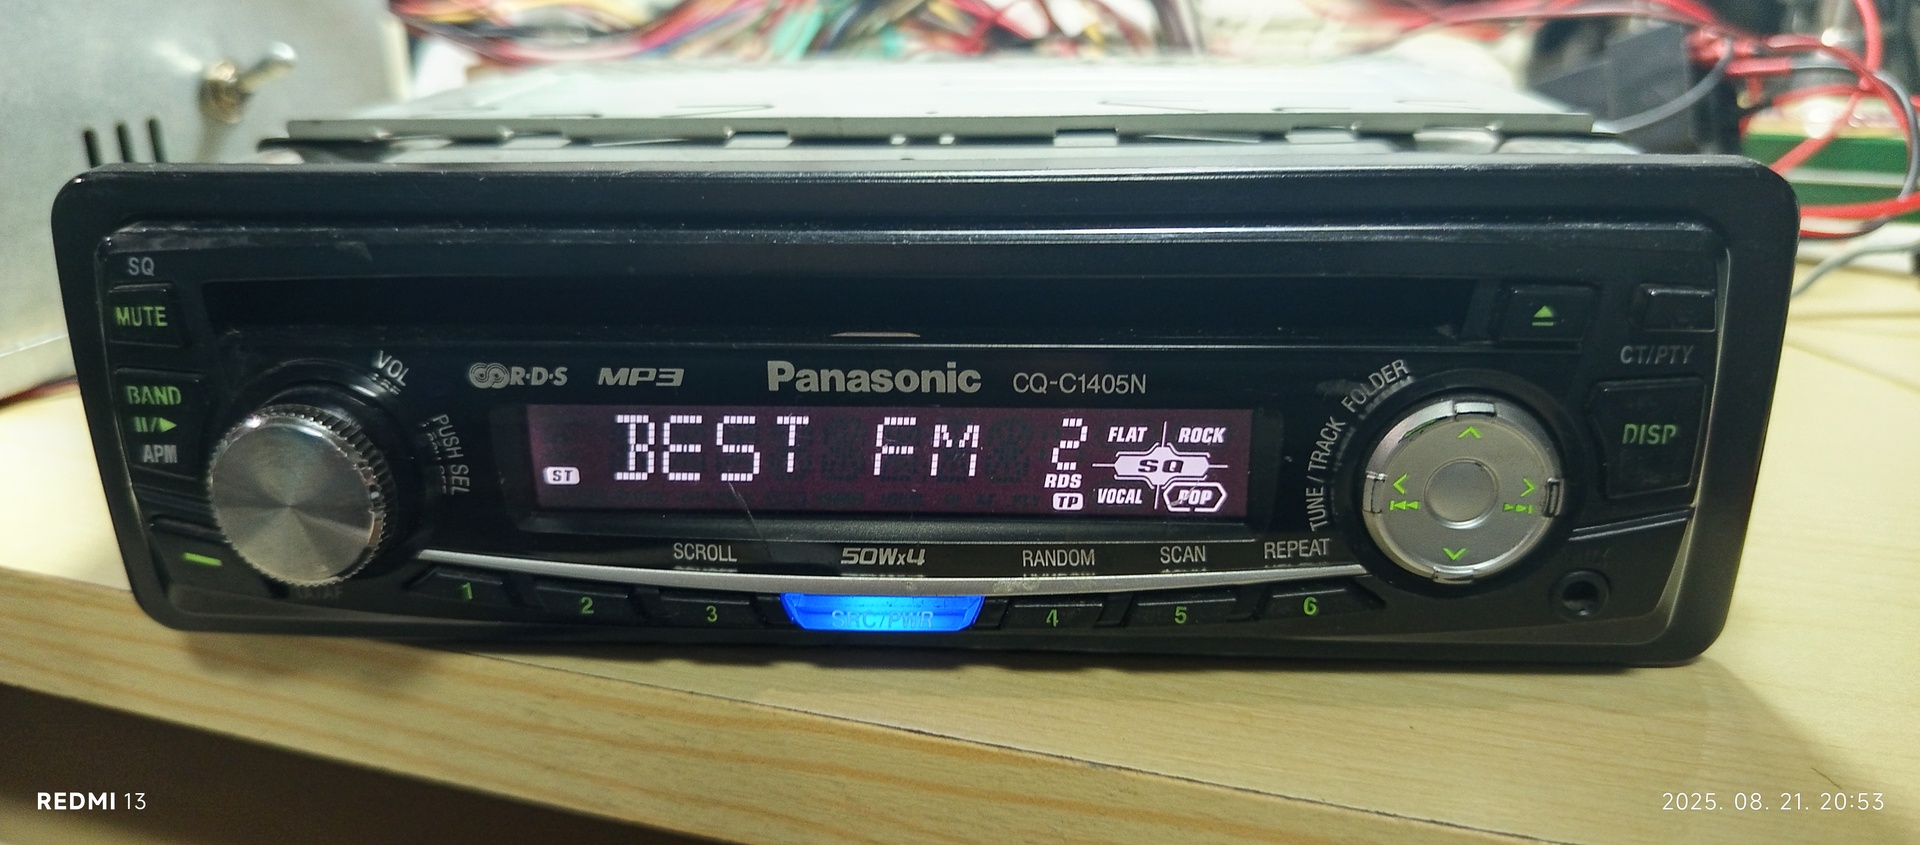 SQ
MUTE
BAND
II/▶
APM
VOL
PUSH SEL
R·D·S MP3 Panasonic CQ-C1405N
BEST FM 2
ST
RDS
TP
FLAT ROCK
SQ
VOCAL POP
FOLDER
TUNE / TRACK
CT/PTY
DISP
SCROLL 50Wx4 RANDOM SCAN REPEAT
1 2 3 SRC/PWR 4 5 6
REDMI 13
2025. 08. 21. 20:53